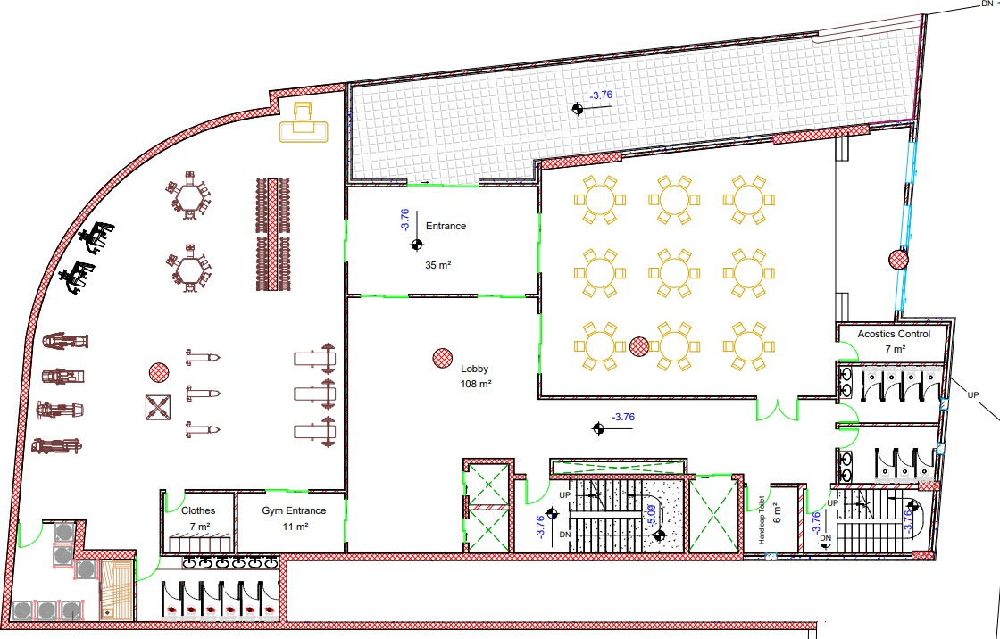 DN
-3.76
-3.76
Entrance
35 m²
Acostics Control
7 m²
Lobby
108 m²
UP
-3.76
Clothes
7 m²
Gym Entrance
11 m²
UP
DN
-3.76
-5.09
Handicap Toilet
6 m²
UP
DN
-3.76
-3.76